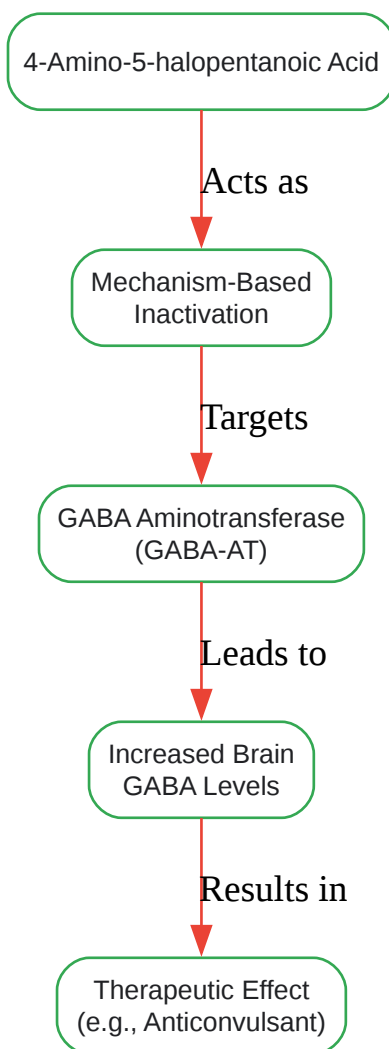 4-Amino-5-halopentanoic Acid
Acts as
Mechanism-Based
Inactivation
Targets
GABA Aminotransferase
(GABA-AT)
Leads to
Increased Brain
GABA Levels
Results in
Therapeutic Effect
(e.g., Anticonvulsant)